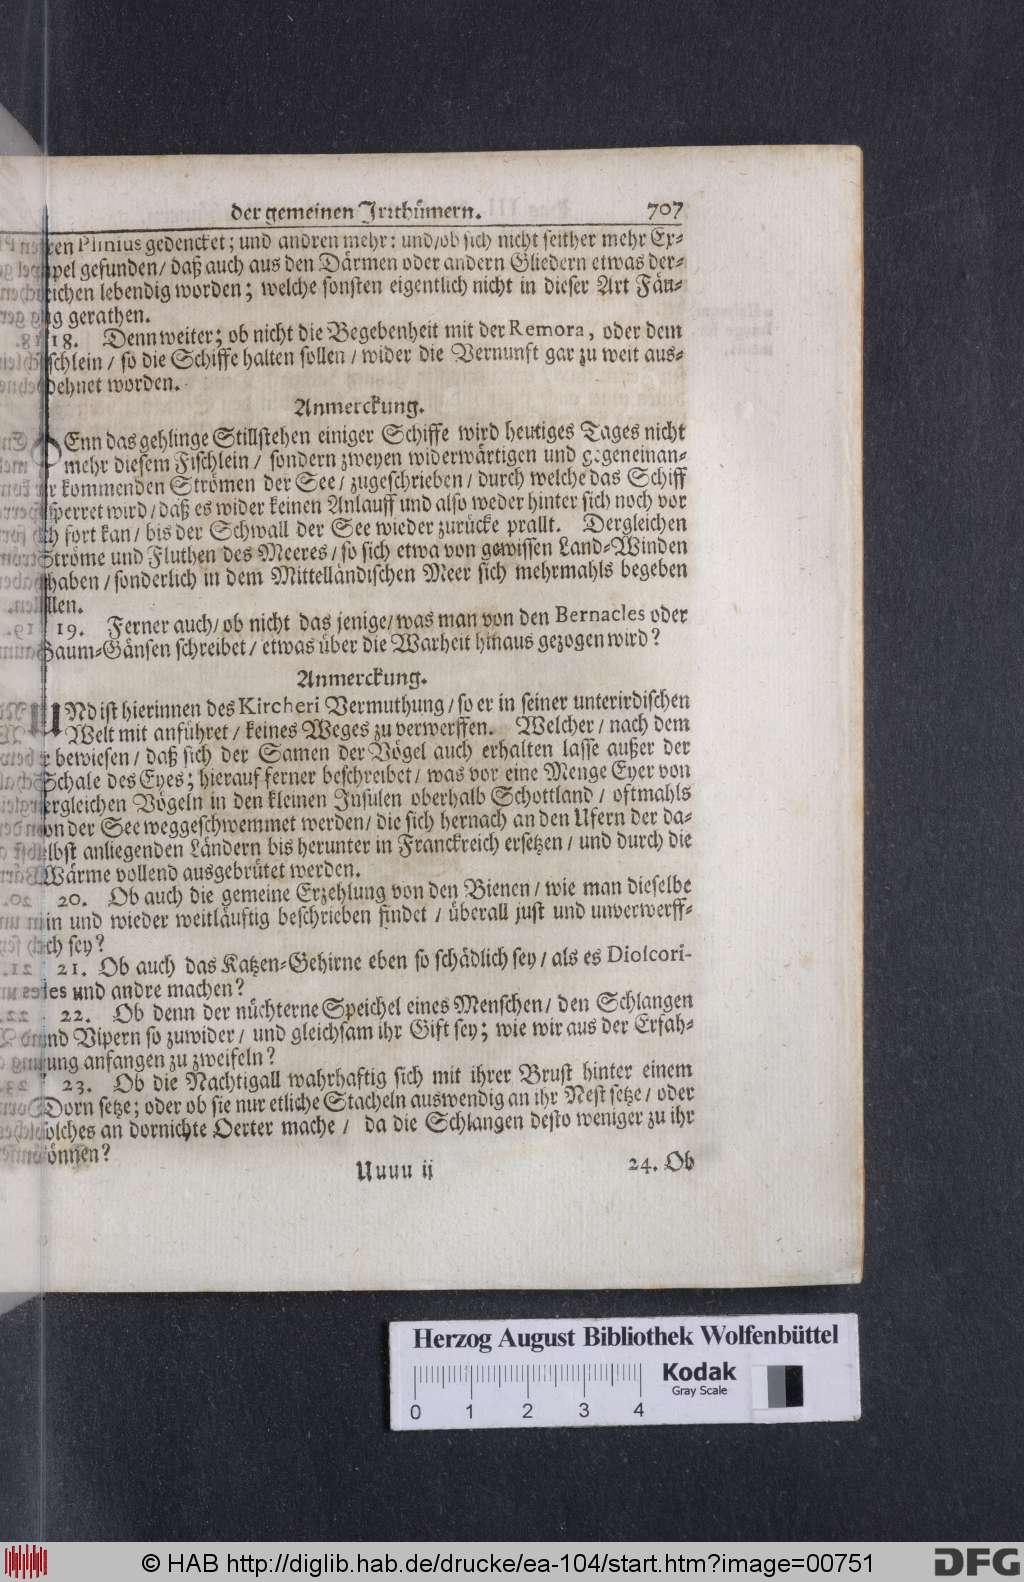 der gemeinen Irrthümern. 707
ren Plinius gedencket; und andren mehr: und/ob sich nicht seither mehr Ex-
pel gefunden/ daß auch aus den Därmen oder andern Gliedern etwas der-
eichen lebendig worden; welche sonsten eigentlich nicht in dieser Art Fän-
g gerathen.
18. Denn weiter; ob nicht die Begebenheit mit der Remora, oder dem
schlein/ so die Schiffe halten sollen/ wider die Vernunft gar zu weit aus-
dehnet worden.
Anmerckung.
DEnn das gehlinge Stillstehen einiger Schiffe wird heutiges Tages nicht
mehr diesem Fischlein/ sondern zweyen widerwärtigen und gegeneinan-
er kommenden Strömen der See/ zugeschrieben/ durch welche das Schiff
sperret wird/ daß es wider keinen Anlauff und also weder hinter sich noch vor
ch fort kan/ bis der Schwall der See wieder zurücke prallt. Dergleichen
Ströme und Fluthen des Meeres/ so sich etwa von gewissen Land-Winden
haben/ sonderlich in dem Mittelländischen Meer sich mehrmahls begeben
llen.
19. Ferner auch/ ob nicht das jenige/ was man von den Bernacles oder
Baum-Gänsen schreibet/ etwas über die Warheit hinaus gezogen wird?
Anmerckung.
UNd ist hierinnen des Kircheri Vermuthung/ so er in seiner unterirdischen
Welt mit anführet/ keines Weges zu verwerffen. Welcher/ nach dem
r bewiesen/ daß sich der Samen der Vögel auch erhalten lasse außer der
Schale des Eyes; hierauf ferner beschreibet/ was vor eine Menge Eyer von
ergleichen Vögeln in den kleinen Insulen oberhalb Schottland/ oftmahls
on der See weggeschwemmet werden/ die sich hernach an den Ufern der da-
elbst anliegenden Ländern bis herunter in Franckreich ersetzen/ und durch die
Wärme vollend ausgebrütet werden.
20. Ob auch die gemeine Erzehlung von den Bienen/ wie man dieselbe
in und wieder weitläuftig beschrieben findet/ überall just und unverwerff-
ch sey?
21. Ob auch das Katzen-Gehirne eben so schädlich sey/ als es Diolcori-
es und andre machen?
22. Ob denn der nüchterne Speichel eines Menschen/ den Schlangen
nd Vipern so zuwider/ und gleichsam ihr Gift sey; wie wir aus der Erfah-
ung anfangen zu zweifeln?
23. Ob die Nachtigall wahrhaftig sich mit ihrer Brust hinter einem
Dorn setze; oder ob sie nur etliche Stacheln auswendig an ihr Nest setze/ oder
olches an dornichte Oerter mache/ da die Schlangen desto weniger zu ihr
önnen?
Uuuu ij 24. Ob
Herzog August Bibliothek Wolfenbüttel
0 1 2 3 4
Kodak
Gray Scale
© HAB http://diglib.hab.de/drucke/ea-104/start.htm?image=00751
DFG